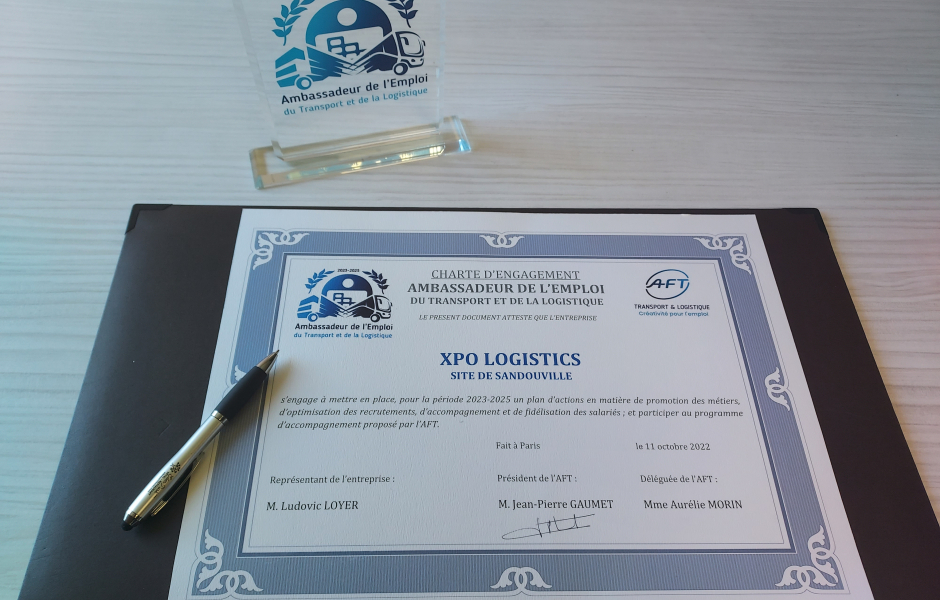 Ambassadeur de l'Emploi
du Transport et de la Logistique
2023-2025
Ambassadeur de l'Emploi
du Transport et de la Logistique
CHARTE D'ENGAGEMENT
AMBASSADEUR DE L'EMPLOI
DU TRANSPORT ET DE LA LOGISTIQUE
LE PRESENT DOCUMENT ATTESTE QUE L'ENTREPRISE
AFT
TRANSPORT & LOGISTIQUE
Créativité pour l'emploi
XPO LOGISTICS
SITE DE SANDOUVILLE
s'engage à mettre en place, pour la période 2023-2025 un plan d'actions en matière de promotion des métiers,
d'optimisation des recrutements, d'accompagnement et de fidélisation des salariés ; et participer au programme
d'accompagnement proposé par l'AFT.
Fait à Paris le 11 octobre 2022
Représentant de l'entreprise : Président de l'AFT : Déléguée de l'AFT :
M. Ludovic LOYER M. Jean-Pierre GAUMET Mme Aurélie MORIN